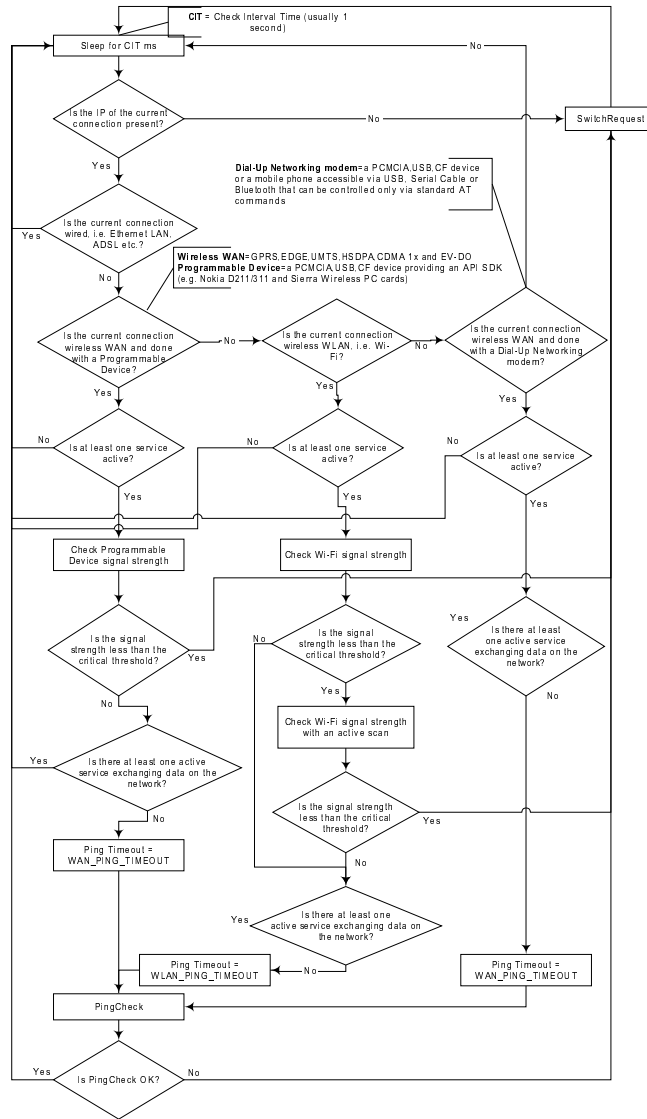 CIT = Check Interval Time (usually 1
second)
Sleep for CIT ms
No
Is the IP of the current
connection present?
No
SwitchRequest
Yes
Dial-Up Networking modem=a PCMCIA,USB,CF device
or a mobile phone accessible via USB, Serial Cable or
Bluetooth that can be controlled only via standard AT
commands
Is the current connection
wired, i.e. Ethernet LAN,
ADSL etc.?
Yes
No
Wireless WAN=GPRS,EDGE,UMTS,HSDPA,CDMA 1x and EV-DO
Programmable Device=a PCMCIA,USB,CF device providing an API SDK
(e.g. Nokia D211/311 and Sierra Wireless PC cards)
Is the current connection
wireless WAN and done
with a Programmable
Device?
No
Is the current connection
wireless WLAN, i.e. Wi-
Fi?
No
Is the current connection
wireless WAN and done
with a Dial-Up Networking
modem?
Yes
Yes
Yes
No
Is at least one service
active?
No
Is at least one service
active?
No
Is at least one service
active?
Yes
Yes
Yes
Check Programmable
Device signal strength
Check Wi-Fi signal strength
Is the signal
strength less than the
critical threshold?
Yes
No
Is the signal
strength less than the
critical threshold?
Yes
Is there at least
one active service
exchanging data on the
network?
No
Yes
No
Check Wi-Fi signal strength
with an active scan
Yes
Is there at least one active
service exchanging data on the
network?
No
Is the signal strength
less than the critical
threshold?
Yes
No
Ping Timeout =
WAN_PING_TIMEOUT
Yes
Is there at least one
active service exchanging data on
the network?
No
Ping Timeout =
WLAN_PING_TIMEOUT
Ping Timeout =
WAN_PING_TIMEOUT
PingCheck
Yes
Is PingCheck OK?
No